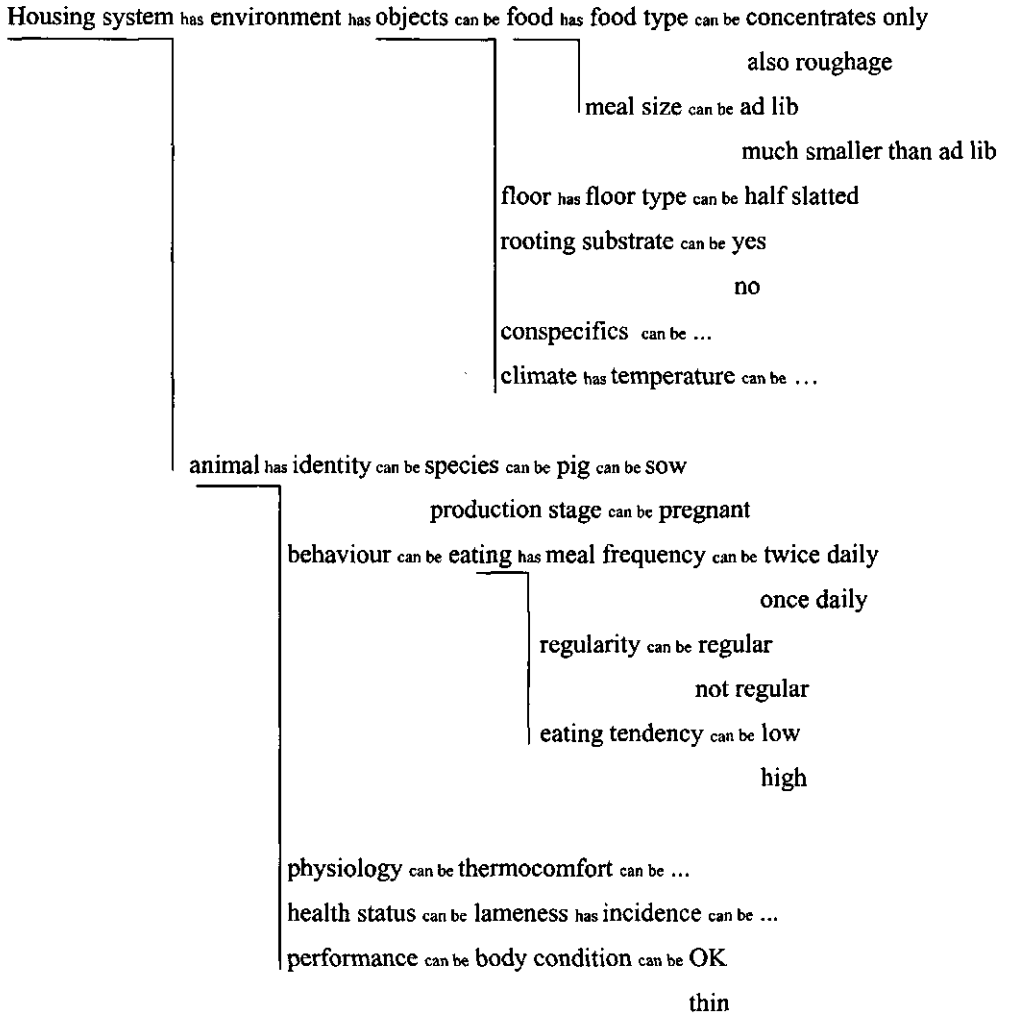 Housing system has environment has objects can be food has food type can be concentrates only
also roughage
meal size can be ad lib
much smaller than ad lib
floor has floor type can be half slatted
rooting substrate can be yes
no
conspecifics can be ...
climate has temperature can be ...
animal has identity can be species can be pig can be sow
production stage can be pregnant
behaviour can be eating has meal frequency can be twice daily
once daily
regularity can be regular
not regular
eating tendency can be low
high
physiology can be thermocomfort can be ...
health status can be lameness has incidence can be ...
performance can be body condition can be OK
thin